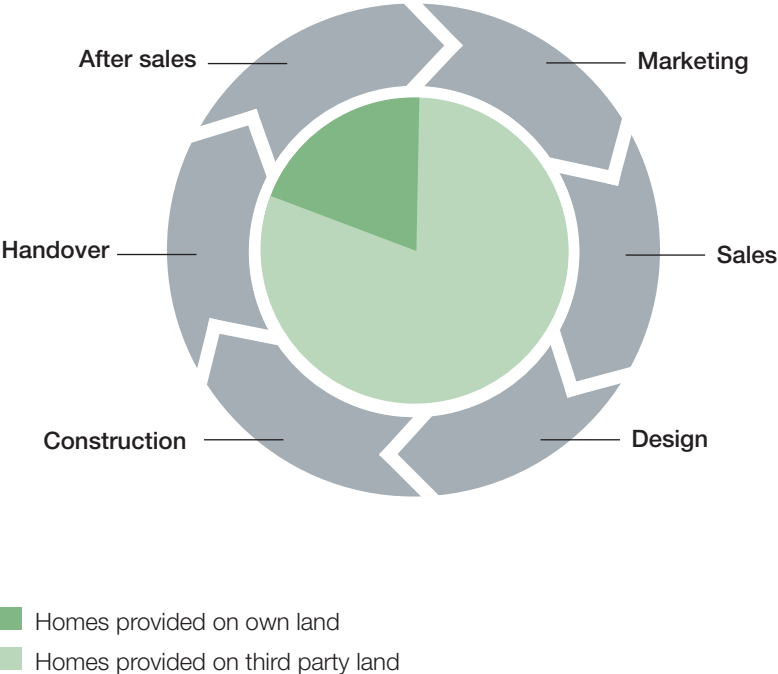 After sales
Marketing
Handover
Sales
Construction
Design
Homes provided on own land
Homes provided on third party land